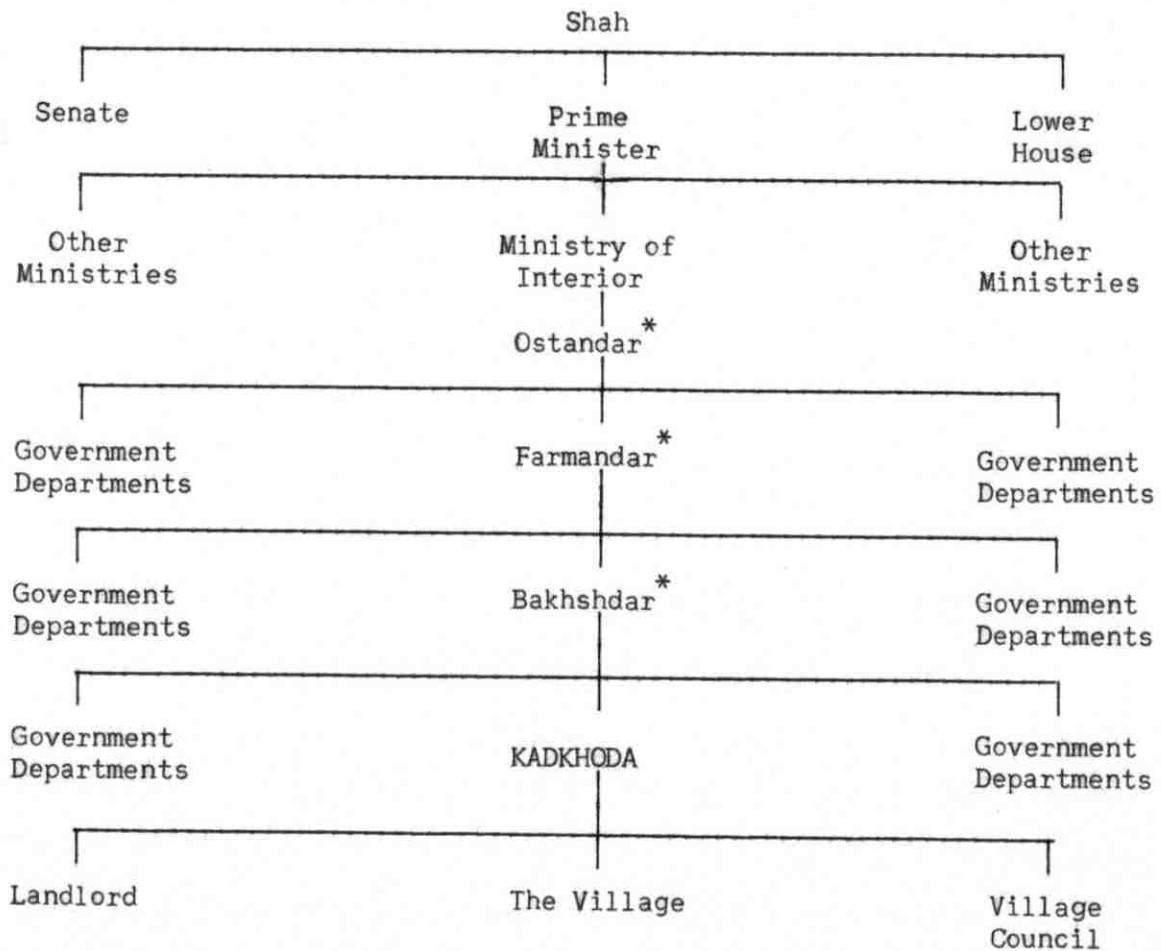 Shah
Senate
Prime
Minister
Lower
House
Other
Ministries
Ministry of
Interior
Other
Ministries
Ostandar*
Government
Departments
Farmandar*
Government
Departments
Government
Departments
Bakhshdar*
Government
Departments
Government
Departments
KADKHODA
Government
Departments
Landlord
The Village
Village
Council